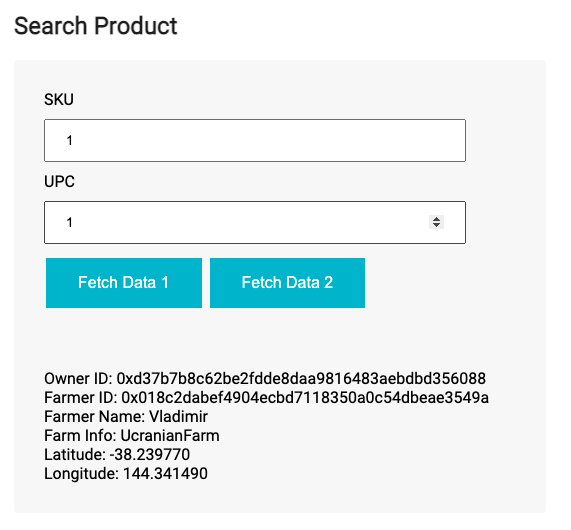 Search Product
SKU
1
UPC
1
Fetch Data 1 Fetch Data 2
Owner ID: 0xd37b7b8c62be2fdde8daa9816483aebdbd356088
Farmer ID: 0x018c2dabef4904ecbd7118350a0c54dbeae3549a
Farmer Name: Vladimir
Farm Info: UcranianFarm
Latitude: -38.239770
Longitude: 144.341490